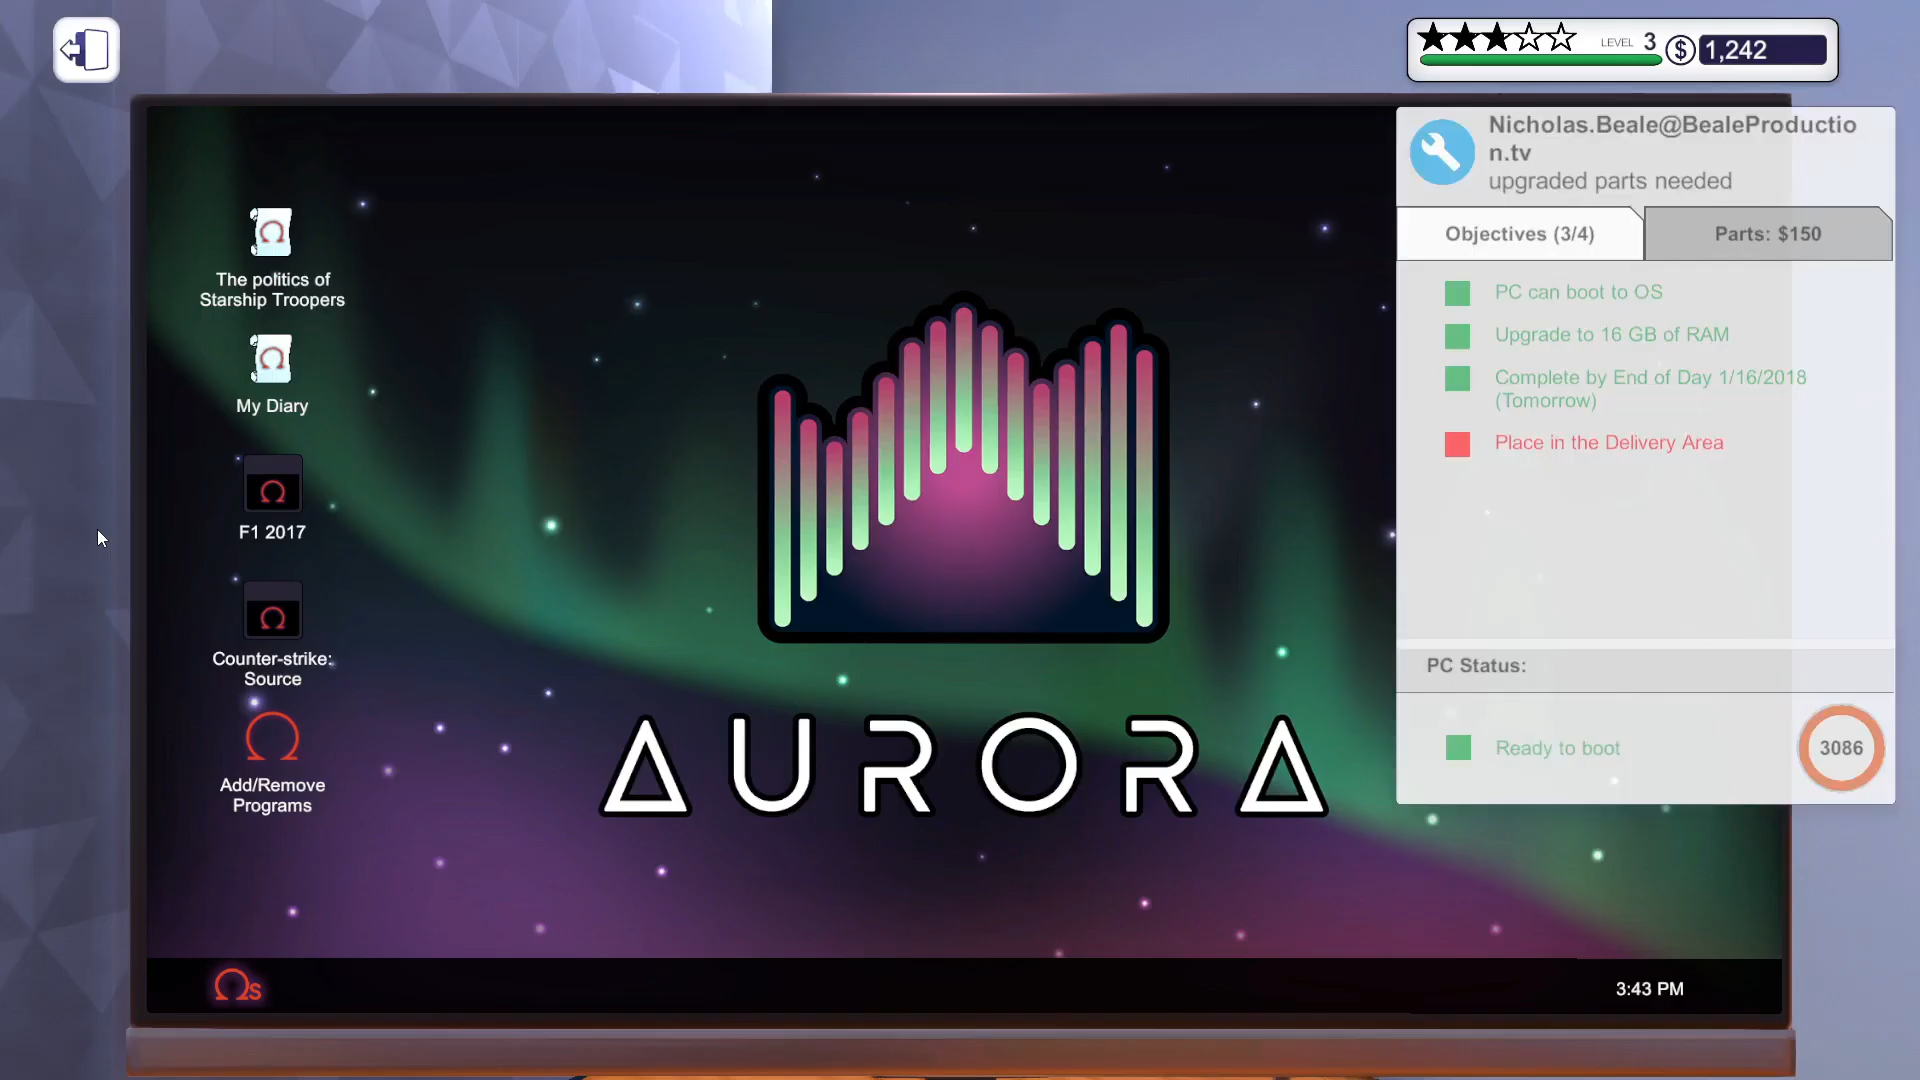 LEVEL 3
$ 1,242
Nicholas.Beale@BealeProductio
n.tv
upgraded parts needed
Objectives (3/4)
Parts: $150
PC can boot to OS
Upgrade to 16 GB of RAM
Complete by End of Day 1/16/2018
(Tomorrow)
Place in the Delivery Area
PC Status:
Ready to boot
3086
The politics of
Starship Troopers
My Diary
F1 2017
Counter-strike:
Source
Add/Remove
Programs
AURORA
Ωs
3:43 PM